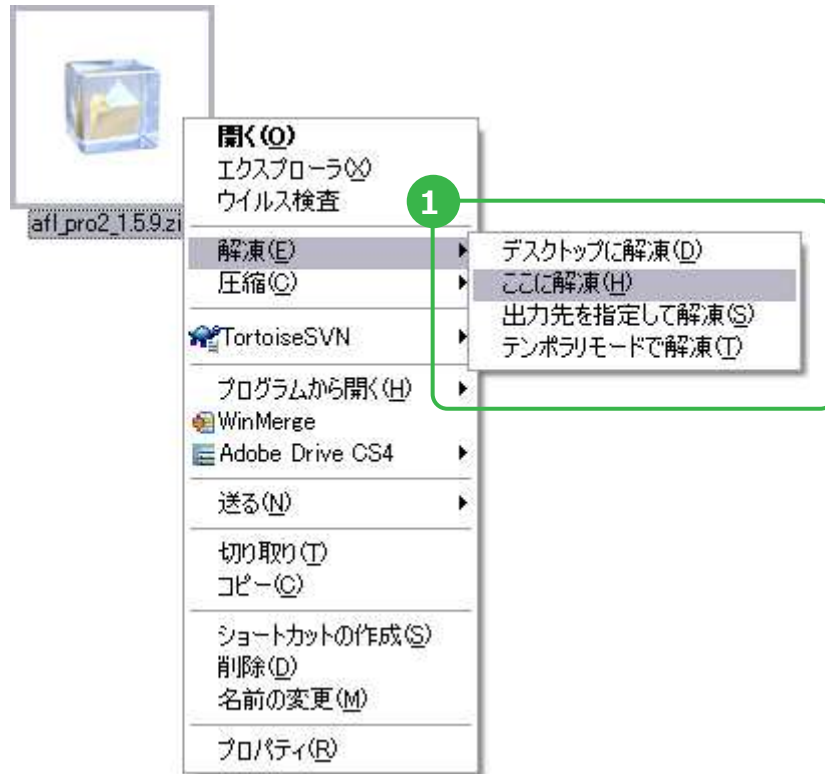 afl_pro2_1.5.9.zi
開く(O)
エクスプローラ(X)
ウイルス検査
解凍(E)
圧縮(C)
TortoiseSVN
プログラムから開く(H)
WinMerge
Adobe Drive CS4
送る(N)
切り取り(T)
コピー(C)
ショートカットの作成(S)
削除(D)
名前の変更(M)
プロパティ(R)
1
デスクトップに解凍(D)
ここに解凍(H)
出力先を指定して解凍(S)
テンポラリモードで解凍(T)